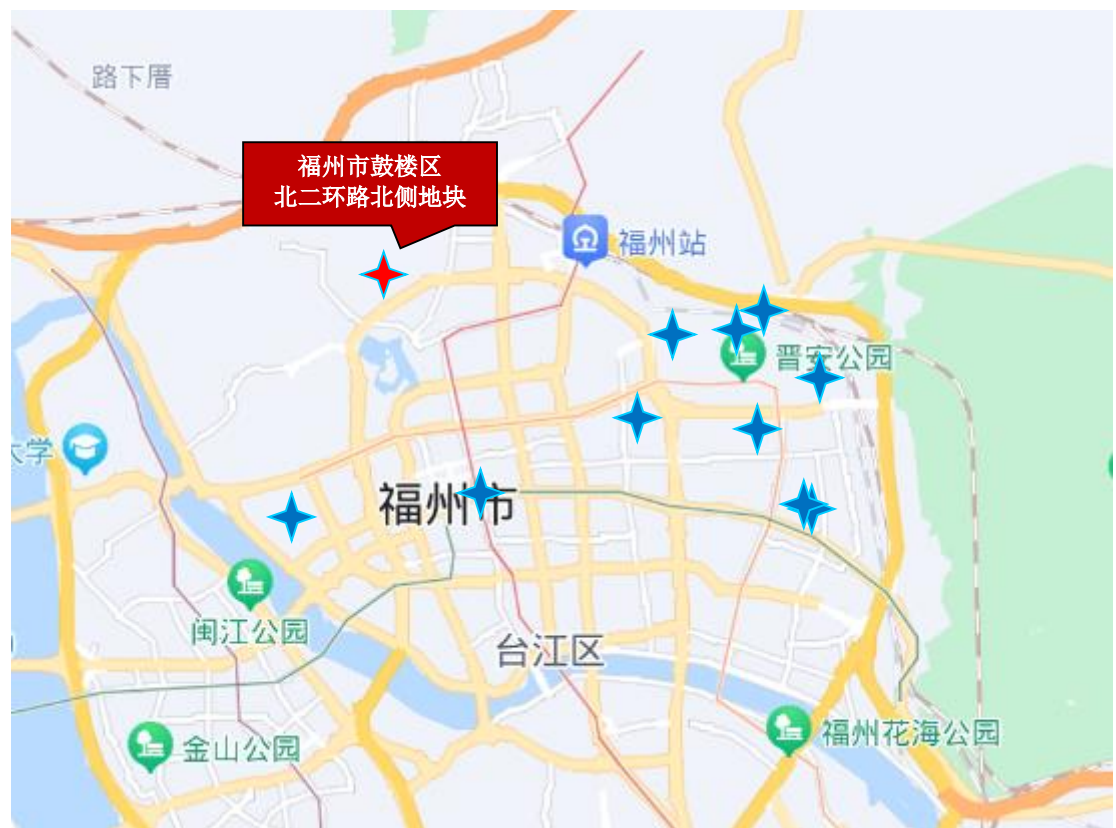 路下厝
福州市鼓楼区
北二环路北侧地块
福州站
晋安公园
大学
福州市
闽江公园
台江区
金山公园
福州花海公园